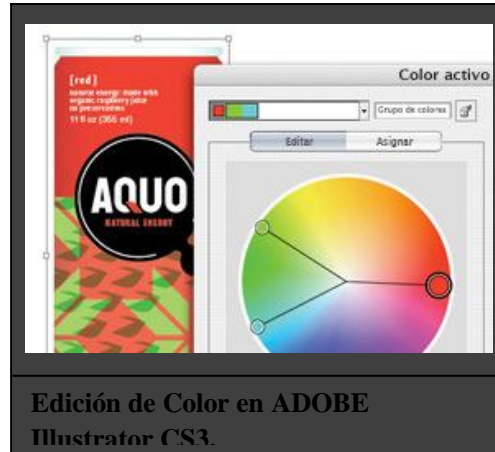 Color activo
[red]
natural energy made with
organic raspberry juice
no preservatives
11 fl oz (355 ml)
Grupo de colores
Editar
Asignar
AQUO
NATURAL ENERGY
Edición de Color en ADOBE
Illustrator CS3.